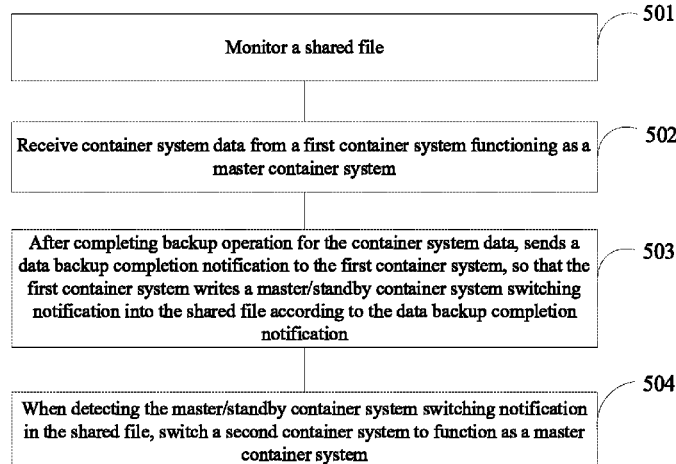 501
Monitor a shared file
502
Receive container system data from a first container system functioning as a
master container system
503
After completing backup operation for the container system data, sends a
data backup completion notification to the first container system, so that the
first container system writes a master/standby container system switching
notification into the shared file according to the data backup completion
notification
504
When detecting the master/standby container system switching notification
in the shared file, switch a second container system to function as a master
container system